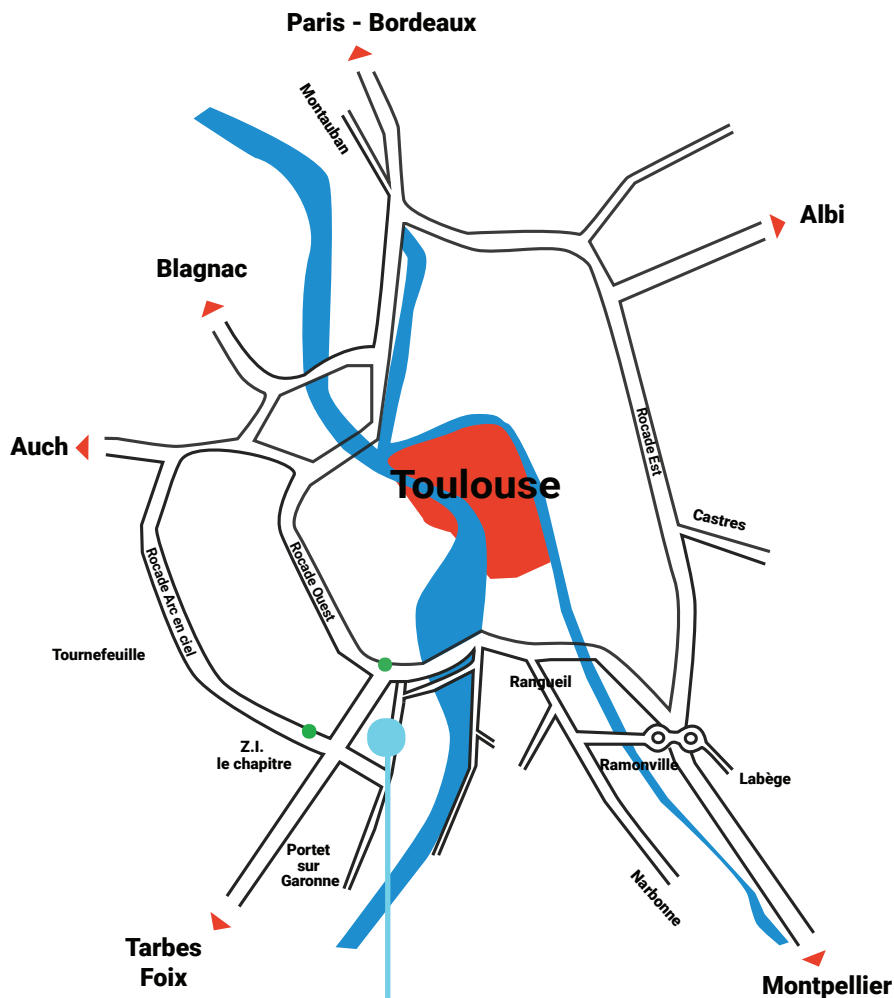 Paris - Bordeaux
Montauban
Albi
Blagnac
Auch
Rocade Est
Toulouse
Castres
Rocade Ouest
Rocade Arc en ciel
Tournefeuille
Rangueil
Z.I.
le chapitre
Ramonville
Labège
Portet
sur
Garonne
Narbonne
Tarbes
Foix
Montpellier